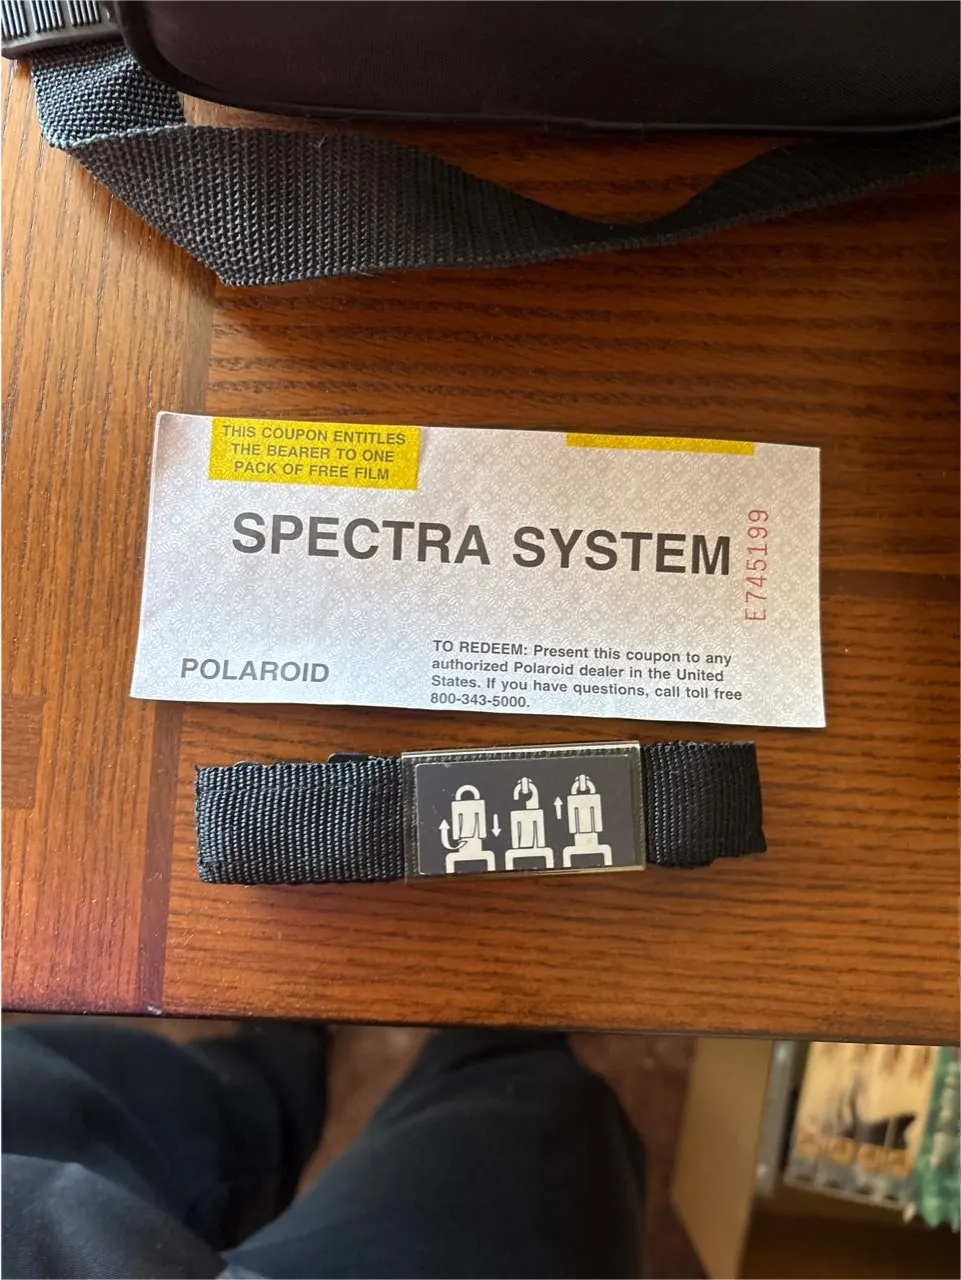 THIS COUPON ENTITLES
THE BEARER TO ONE
PACK OF FREE FILM
SPECTRA SYSTEM
E745199
POLAROID
TO REDEEM: Present this coupon to any
authorized Polaroid dealer in the United
States. If you have questions, call toll free
800-343-5000.